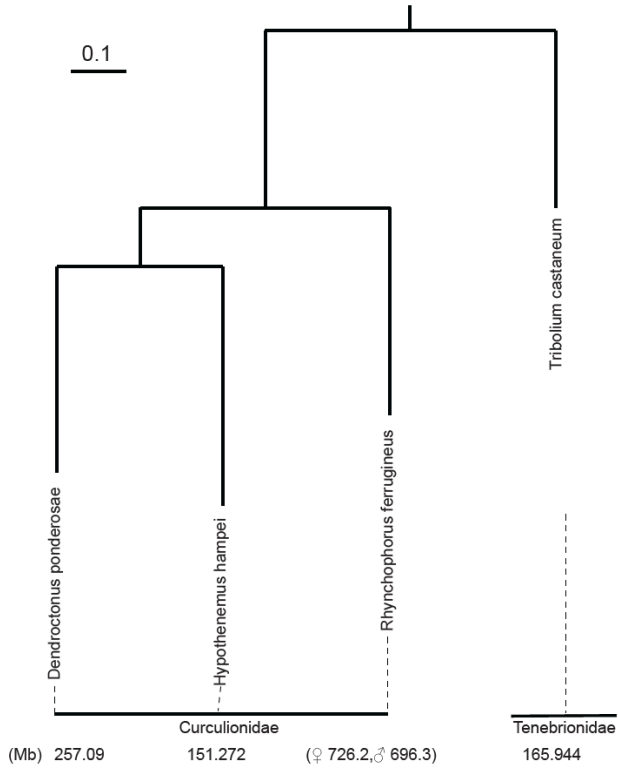 0.1
Tribolium castaneum
Rhynchophorus ferrugineus
Dendroctonus ponderosae
Hypothenemus hampei
Curculionidae
Tenebrionidae
(Mb) 257.09 151.272 (♀ 726.2,♂ 696.3) 165.944